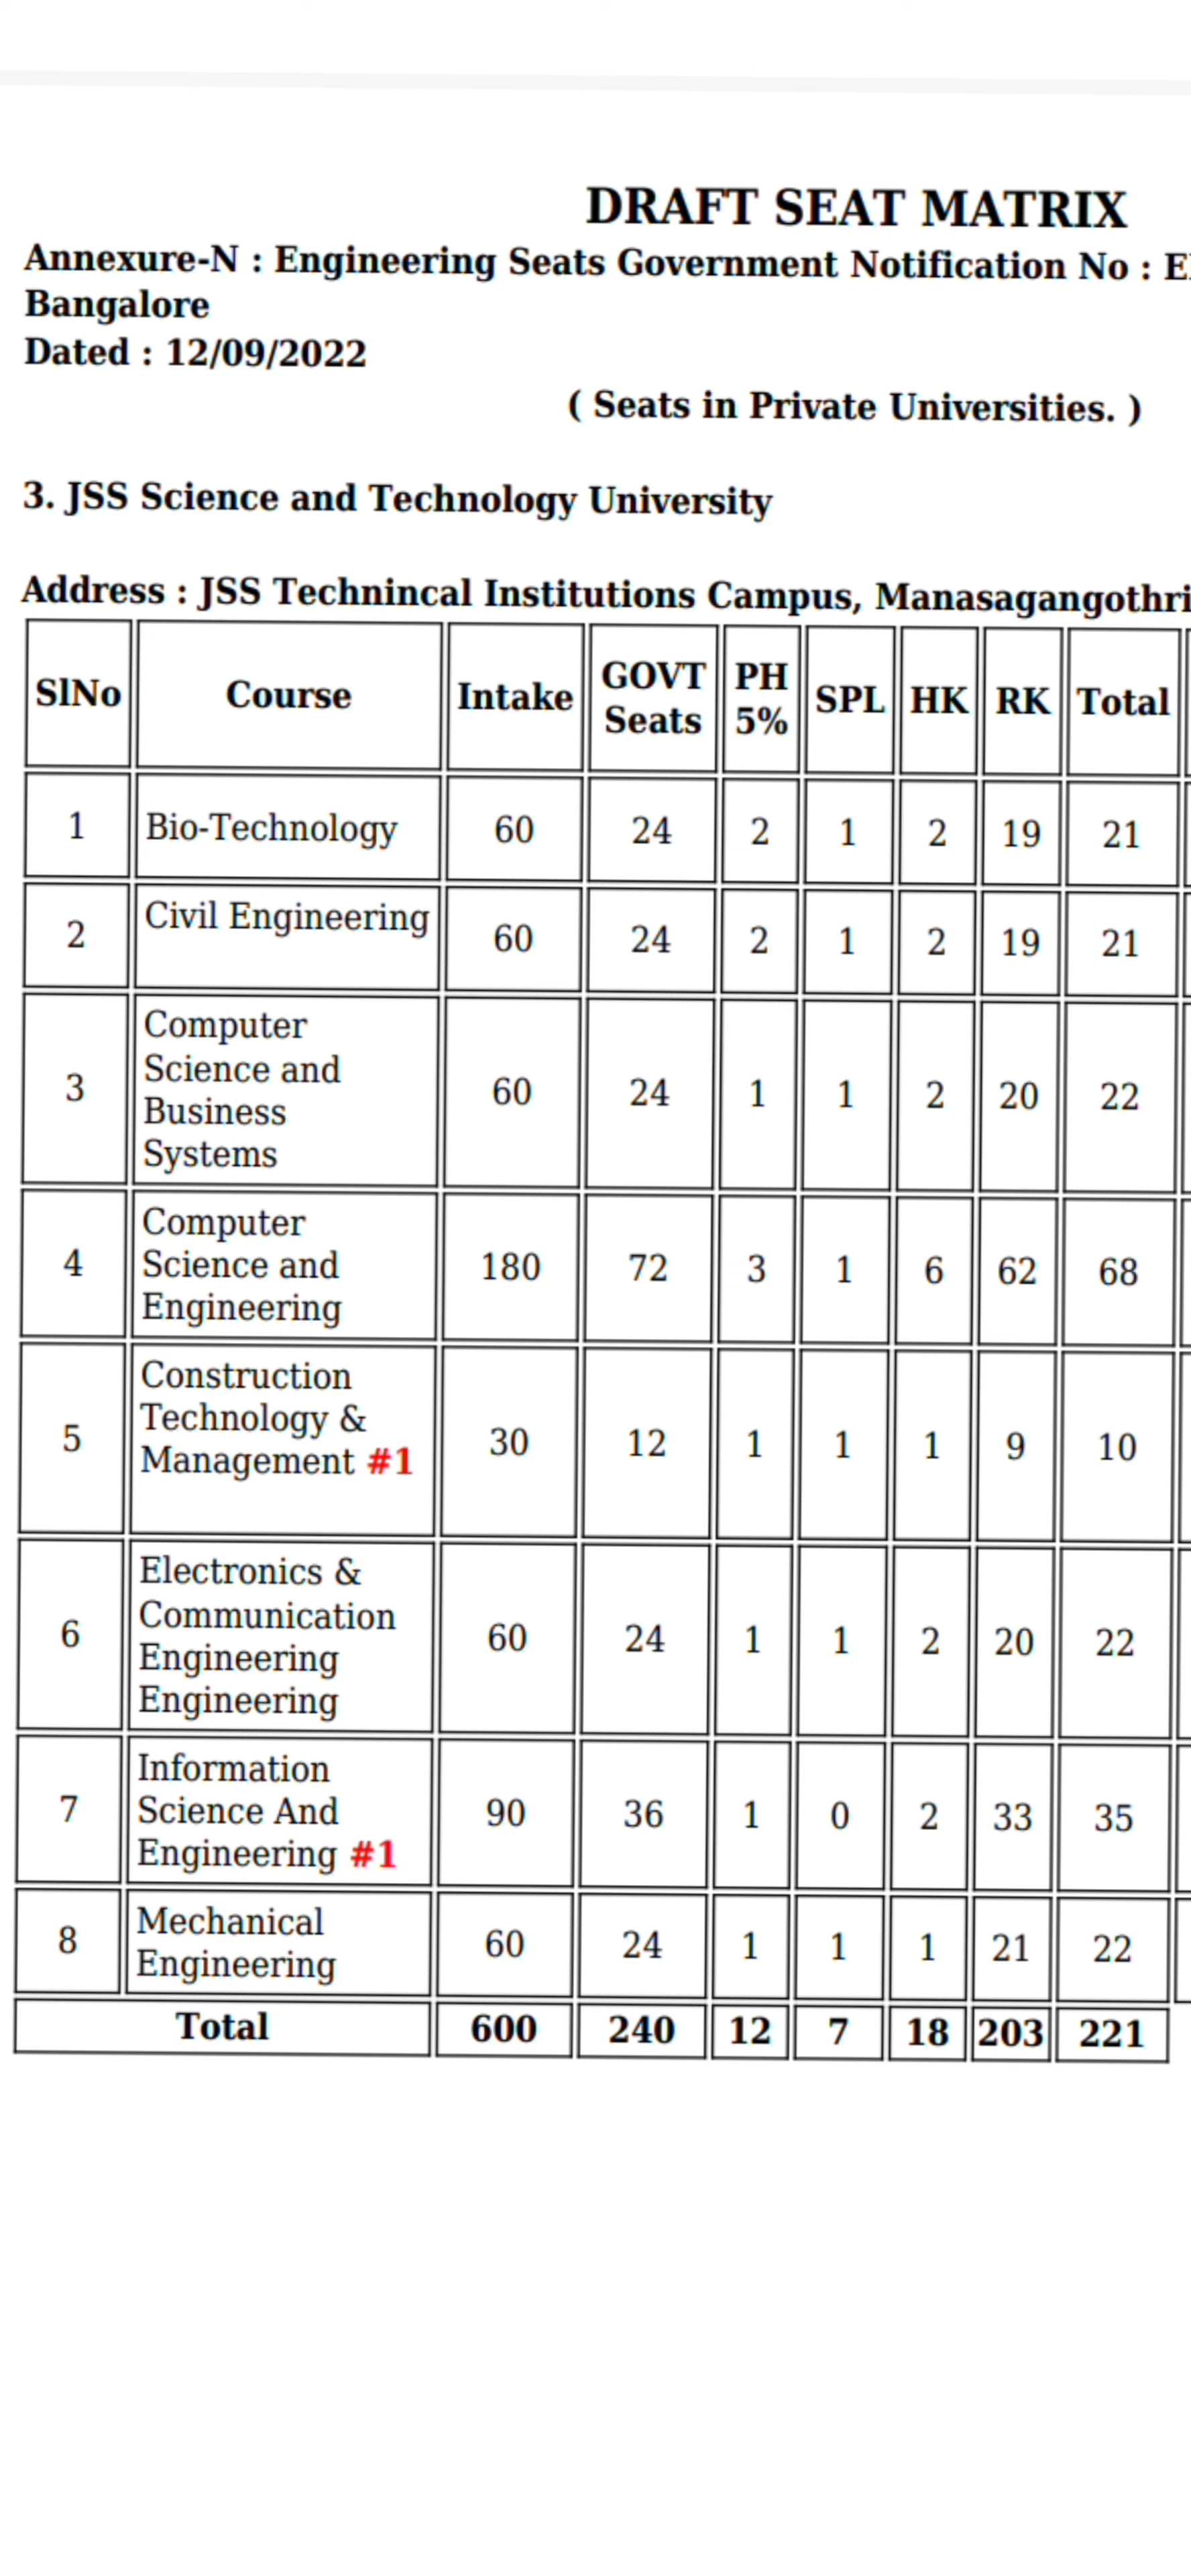 DRAFT SEAT MATRIX
Annexure-N : Engineering Seats Government Notification No :
Bangalore
Dated : 12/09/2022
( Seats in Private Universities. )
3. JSS Science and Technology University
Address : JSS Technincal Institutions Campus, Manasagangothri
SlNo Course Intake GOVT Seats PH 5% SPL HK RK Total
1 Bio-Technology 60 24 2 1 2 19 21
2 Civil Engineering 60 24 2 1 2 19 21
3 Computer Science and Business Systems 60 24 1 1 2 20 22
4 Computer Science and Engineering 180 72 3 1 6 62 68
5 Construction Technology & Management #1 30 12 1 1 1 9 10
6 Electronics & Communication Engineering Engineering 60 24 1 1 2 20 22
7 Information Science And Engineering #1 90 36 1 0 2 33 35
8 Mechanical Engineering 60 24 1 1 1 21 22
Total 600 240 12 7 18 203 221